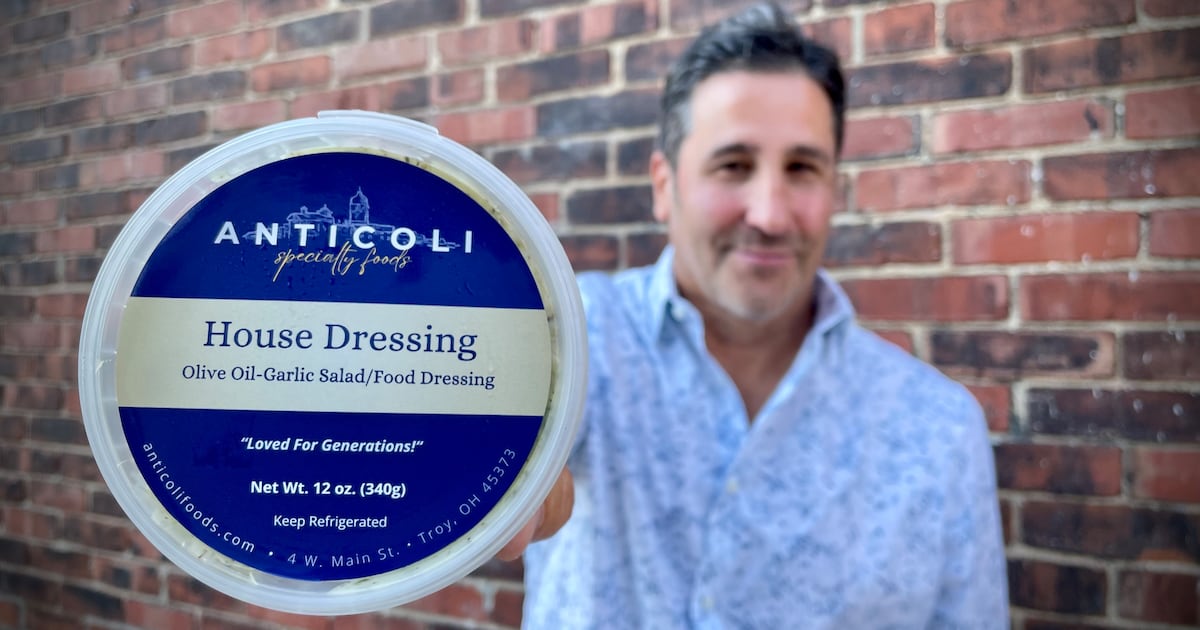 ANTICOLI
specialty foods
House Dressing
Olive Oil-Garlic Salad/Food Dressing
“Loved For Generations!“
Net Wt. 12 oz. (340g)
Keep Refrigerated
anticolifoods.com • 4 W. Main St. • Troy, OH 45373